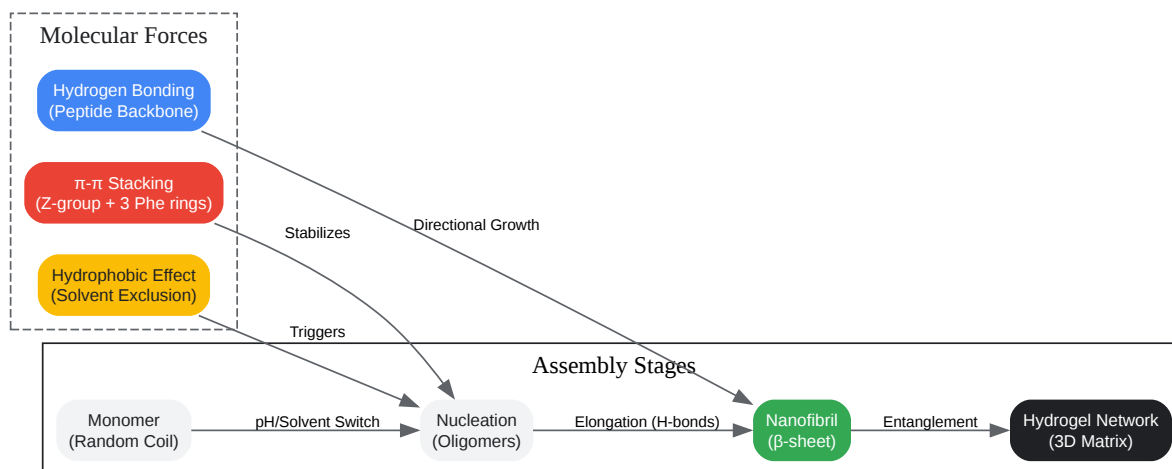 Molecular Forces
Hydrogen Bonding
(Peptide Backbone)
π-π Stacking
(Z-group + 3 Phe rings)
Stabilizes
Directional Growth
Hydrophobic Effect
(Solvent Exclusion)
Triggers
Assembly Stages
Monomer
(Random Coil)
pH/Solvent Switch
Nucleation
(Oligomers)
Elongation (H-bonds)
Nanofibril
(β-sheet)
Entanglement
Hydrogel Network
(3D Matrix)